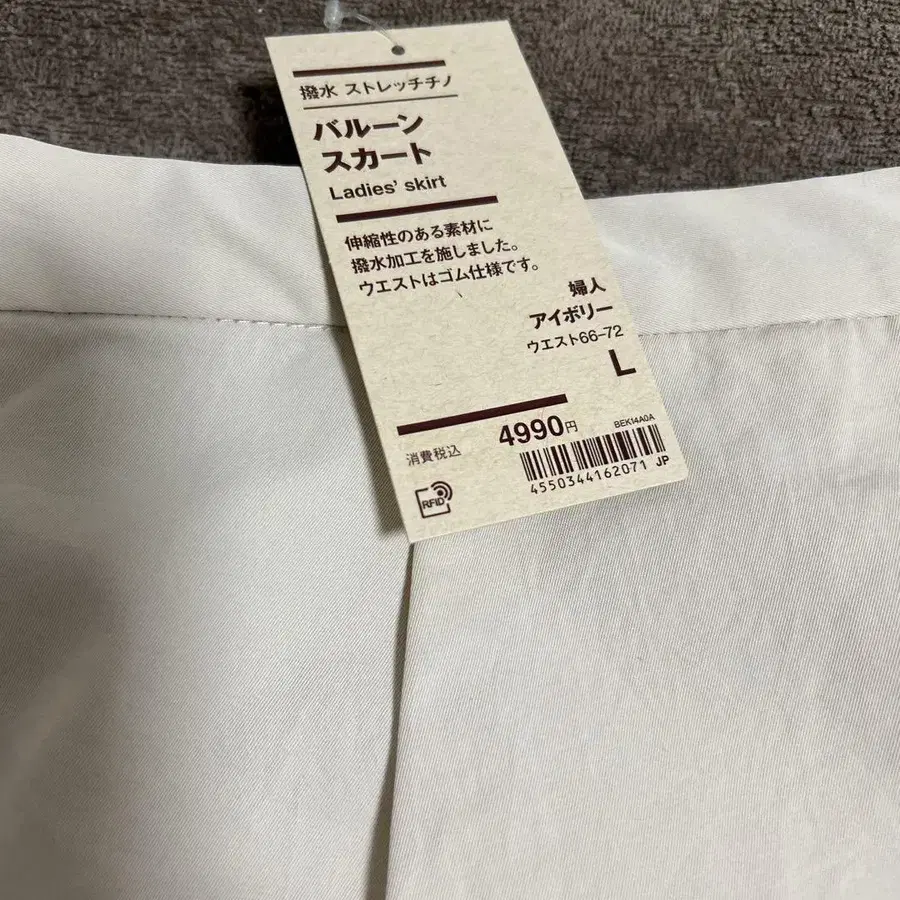 撥水 ストレッチチノ
バルーン
スカート
Ladies' skirt
伸縮性のある素材に
撥水加工を施しました。
ウエストはゴム仕様です。
婦人
アイボリー
ウエスト66-72
L
BEK14A0A
消費税込 4990円
RFID
4550344162071 JP